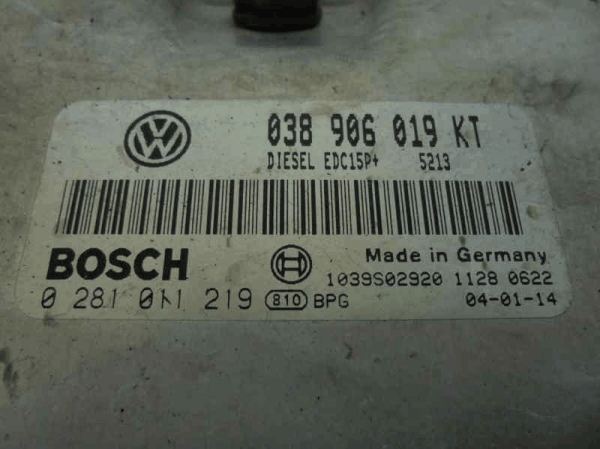 038 906 019 KT
DIESEL EDC15P+ 5213
BOSCH
Made in Germany
1039S02920 1128 0622
0 281 011 219 810 BPG 04-01-14